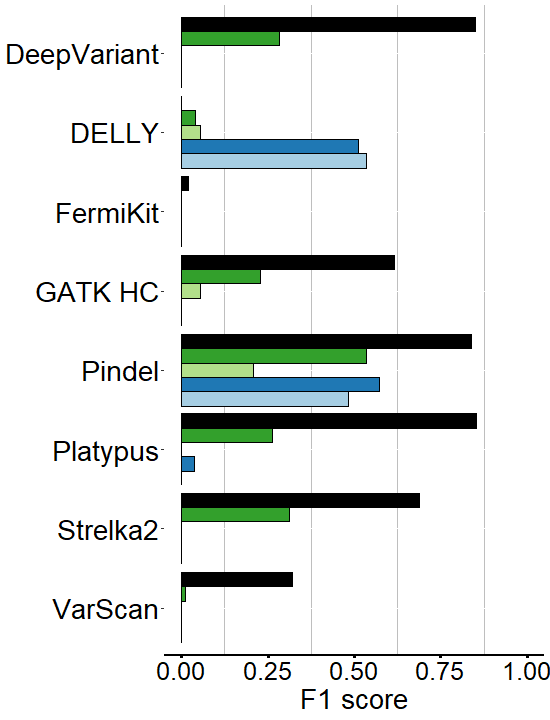 DeepVariant
DELLY
FermiKit
GATK HC
Pindel
Platypus
Strelka2
VarScan
0.00 0.25 0.50 0.75 1.00
F1 score